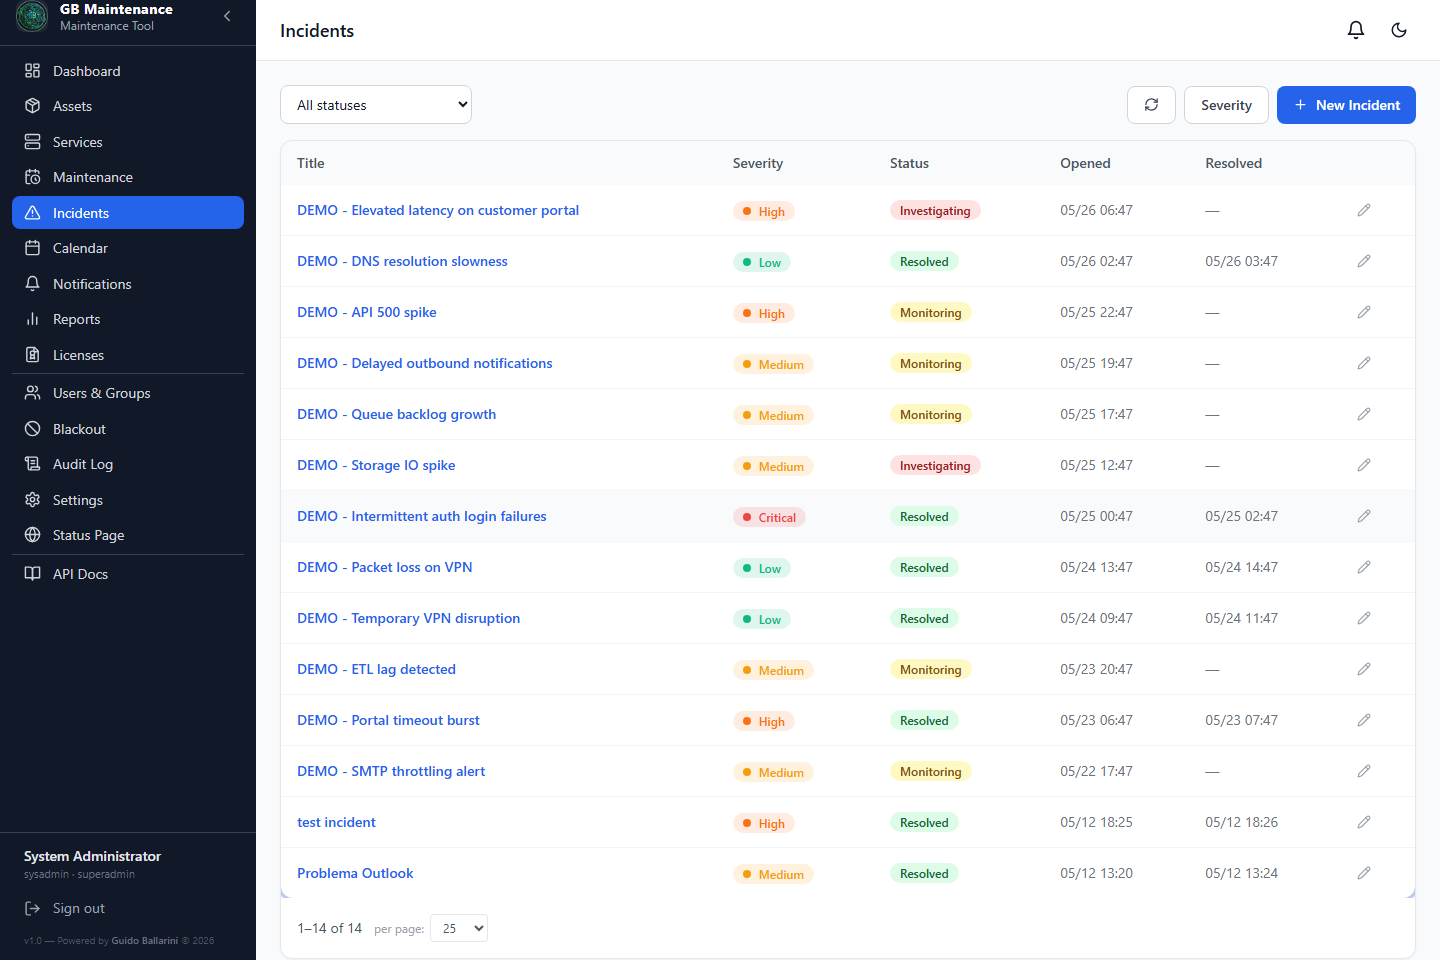 GB Maintenance
Maintenance Tool
Dashboard
Assets
Services
Maintenance
Incidents
Calendar
Notifications
Reports
Licenses
Users & Groups
Blackout
Audit Log
Settings
Status Page
API Docs
System Administrator
sysadmin · superadmin
Sign out
v1.0 — Powered by Guido Ballarini © 2026
Incidents
All statuses
Severity
+ New Incident
Title Severity Status Opened Resolved
DEMO - Elevated latency on customer portal High Investigating 05/26 06:47 —
DEMO - DNS resolution slowness Low Resolved 05/26 02:47 05/26 03:47
DEMO - API 500 spike High Monitoring 05/25 22:47 —
DEMO - Delayed outbound notifications Medium Monitoring 05/25 19:47 —
DEMO - Queue backlog growth Medium Monitoring 05/25 17:47 —
DEMO - Storage IO spike Medium Investigating 05/25 12:47 —
DEMO - Intermittent auth login failures Critical Resolved 05/25 00:47 05/25 02:47
DEMO - Packet loss on VPN Low Resolved 05/24 13:47 05/24 14:47
DEMO - Temporary VPN disruption Low Resolved 05/24 09:47 05/24 11:47
DEMO - ETL lag detected Medium Monitoring 05/23 20:47 —
DEMO - Portal timeout burst High Resolved 05/23 06:47 05/23 07:47
DEMO - SMTP throttling alert Medium Monitoring 05/22 17:47 —
test incident High Resolved 05/12 18:25 05/12 18:26
Problema Outlook Medium Resolved 05/12 13:20 05/12 13:24
1–14 of 14 per page: 25